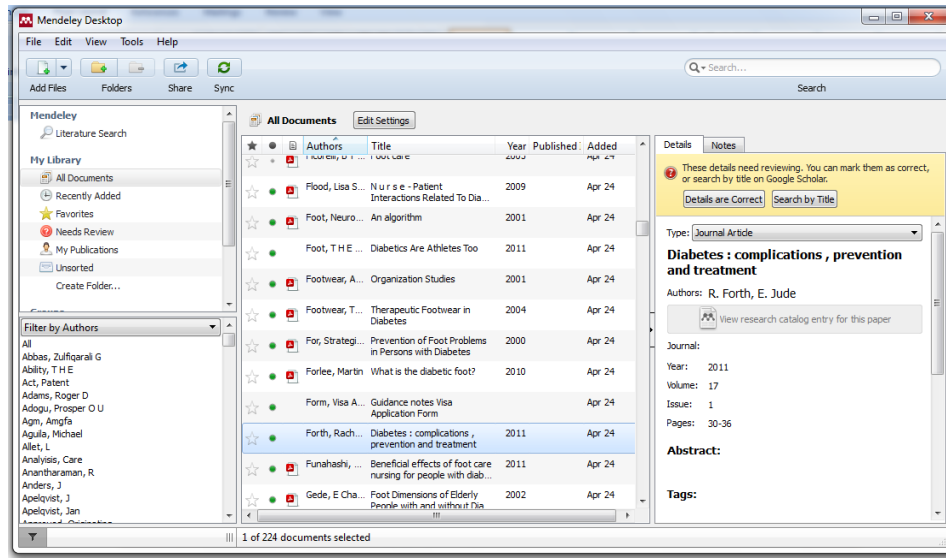 Mendeley Desktop
File Edit View Tools Help
Search...
Add Files Folders Share Sync Search
Mendeley
Literature Search
My Library
All Documents
Recently Added
Favorites
Needs Review
My Publications
Unsorted
Create Folder...
Filter by Authors
All
Abbas, Zulfiqarali G
Ability, T H E
Act, Patent
Adams, Roger D
Adogu, Prosper O U
Agm, Amgfa
Aguila, Michael
Allet, L
Analyisis, Care
Anantharaman, R
Anders, J
Apelqvist, J
Apelqvist, Jan
All Documents Edit Settings
Authors Title Year Published Added
Foot care 2005 Apr 24
Flood, Lisa S... N u r s e - Patient 2009 Apr 24
Interactions Related To Dia...
Foot, Neuro... An algorithm 2001 Apr 24
Foot, T H E ... Diabetics Are Athletes Too 2011 Apr 24
Footwear, A... Organization Studies 2001 Apr 24
Footwear, T... Therapeutic Footwear in 2004 Apr 24
Diabetes
For, Strategi... Prevention of Foot Problems 2000 Apr 24
in Persons with Diabetes
Forlee, Martin What is the diabetic foot? 2010 Apr 24
Form, Visa A... Guidance notes Visa Apr 24
Application Form
Forth, Rach... Diabetes : complications , 2011 Apr 24
prevention and treatment
Funahashi, ... Beneficial effects of foot care 2011 Apr 24
nursing for people with diab...
Gede, E Cha... Foot Dimensions of Elderly 2002 Apr 24
People with and without Dia
Details Notes
These details need reviewing. You can mark them as correct,
or search by title on Google Scholar.
Details are Correct Search by Title
Type: Journal Article
Diabetes : complications , prevention
and treatment
Authors: R. Forth, E. Jude
View research catalog entry for this paper
Journal:
Year: 2011
Volume: 17
Issue: 1
Pages: 30-36
Abstract:
Tags:
1 of 224 documents selected